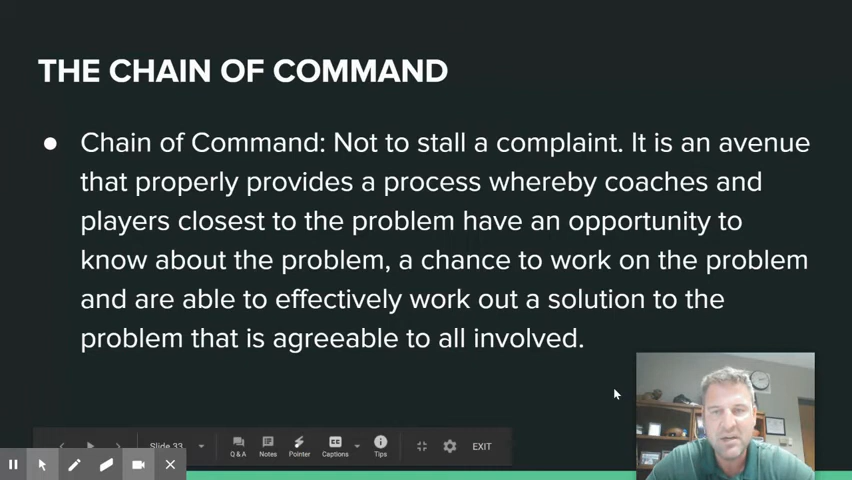 THE CHAIN OF COMMAND
● Chain of Command: Not to stall a complaint. It is an avenue
that properly provides a process whereby coaches and
players closest to the problem have an opportunity to
know about the problem, a chance to work on the problem
and are able to effectively work out a solution to the
problem that is agreeable to all involved.
Slide 33
Q & A Notes Pointer Captions Tips EXIT